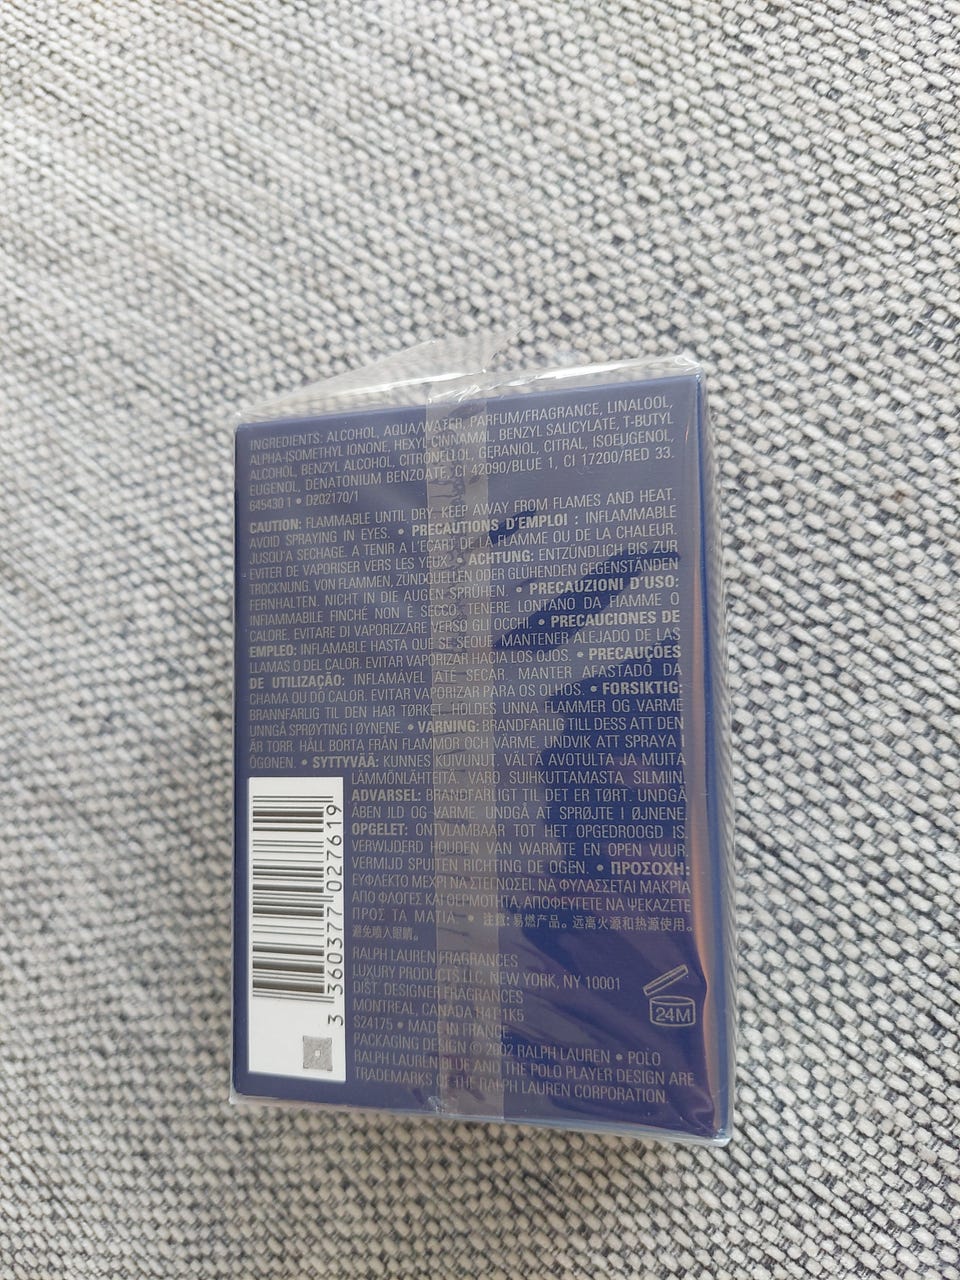 INGREDIENTS: ALCOHOL, AQUA/WATER, PARFUM/FRAGRANCE, LINALOOL,
ALPHA-ISOMETHYL IONONE, HEXYL CINNAMAL, BENZYL SALICYLATE, T-BUTYL
ALCOHOL, BENZYL ALCOHOL, CITRONELLOL, GERANIOL, CITRAL, ISOEUGENOL,
EUGENOL, DENATONIUM BENZOATE, CI 42090/BLUE 1, CI 17200/RED 33.
645430 1 • D202170/1
CAUTION: FLAMMABLE UNTIL DRY. KEEP AWAY FROM FLAMES AND HEAT.
AVOID SPRAYING IN EYES. • PRECAUTIONS D'EMPLOI : INFLAMMABLE
JUSQU'A SECHAGE. A TENIR A L'ECART DE LA FLAMME OU DE LA CHALEUR.
EVITER DE VAPORISER VERS LES YEUX. • ACHTUNG: ENTZÜNDLICH BIS ZUR
TROCKNUNG. VON FLAMMEN, ZÜNDQUELLEN ODER GLÜHENDEN GEGENSTÄNDEN
FERNHALTEN. NICHT IN DIE AUGEN SPRÜHEN. • PRECAUZIONI D'USO:
INFIAMMABILE FINCHÉ NON È SECCO. TENERE LONTANO DA FIAMME O
CALORE. EVITARE DI VAPORIZZARE VERSO GLI OCCHI. • PRECAUCIONES DE
EMPLEO: INFLAMABLE HASTA QUE SE SEQUE. MANTENER ALEJADO DE LAS
LLAMAS O DEL CALOR. EVITAR VAPORIZAR HACIA LOS OJOS. • PRECAUÇÕES
DE UTILIZAÇÃO: INFLAMÁVEL ATÉ SECAR. MANTER AFASTADO DA
CHAMA OU DO CALOR. EVITAR VAPORIZAR PARA OS OLHOS. • FORSIKTIG:
BRANNFARLIG TIL DEN HAR TØRKET. HOLDES UNNA FLAMMER OG VARME
UNNGÅ SPRØYTING I ØYNENE. • VARNING: BRANDFARLIG TILL DESS ATT DEN
ÄR TORR. HÅLL BORTA FRÅN FLAMMOR OCH VÄRME. UNDVIK ATT SPRAYA I
ÖGONEN. • SYTTYVÄÄ: KUNNES KUIVUNUT. VÄLTÄ AVOTULTA JA MUITA
LÄMMÖNLÄHTEITÄ. VARO SUIHKUTTAMASTA SILMIIN.
ADVARSEL: BRANDFARLIGT TIL DET ER TØRT. UNDGÅ
ÅBEN ILD OG VARME. UNDGÅ AT SPRØJTE I ØJNENE.
OPGELET: ONTVLAMBAAR TOT HET OPGEDROOGD IS.
VERWIJDERD HOUDEN VAN WARMTE EN OPEN VUUR.
VERMIJD SPUITEN RICHTING DE OGEN. • ΠΡΟΣΟΧΗ:
ΕΥΦΛΕΚΤΟ ΜΕΧΡΙ ΝΑ ΣΤΕΓΝΩΣΕΙ. ΝΑ ΦΥΛΑΣΣΕΤΑΙ ΜΑΚΡΙΑ
ΑΠΟ ΦΛΟΓΕΣ ΚΑΙ ΘΕΡΜΟΤΗΤΑ. ΑΠΟΦΕΥΓΕΤΕ ΝΑ ΨΕΚΑΖΕΤΕ
ΠΡΟΣ ΤΑ ΜΑΤΙΑ • 注意: 易燃产品。远离火源和热源使用。
避免喷入眼睛。
RALPH LAUREN FRAGRANCES
LUXURY PRODUCTS LLC, NEW YORK, NY 10001
DIST. DESIGNER FRAGRANCES
MONTREAL, CANADA H4T 1K5
S24175 • MADE IN FRANCE.
PACKAGING DESIGN © 2002 RALPH LAUREN • POLO
RALPH LAUREN BLUE AND THE POLO PLAYER DESIGN ARE
TRADEMARKS OF THE RALPH LAUREN CORPORATION.
24M
3 360377 027619